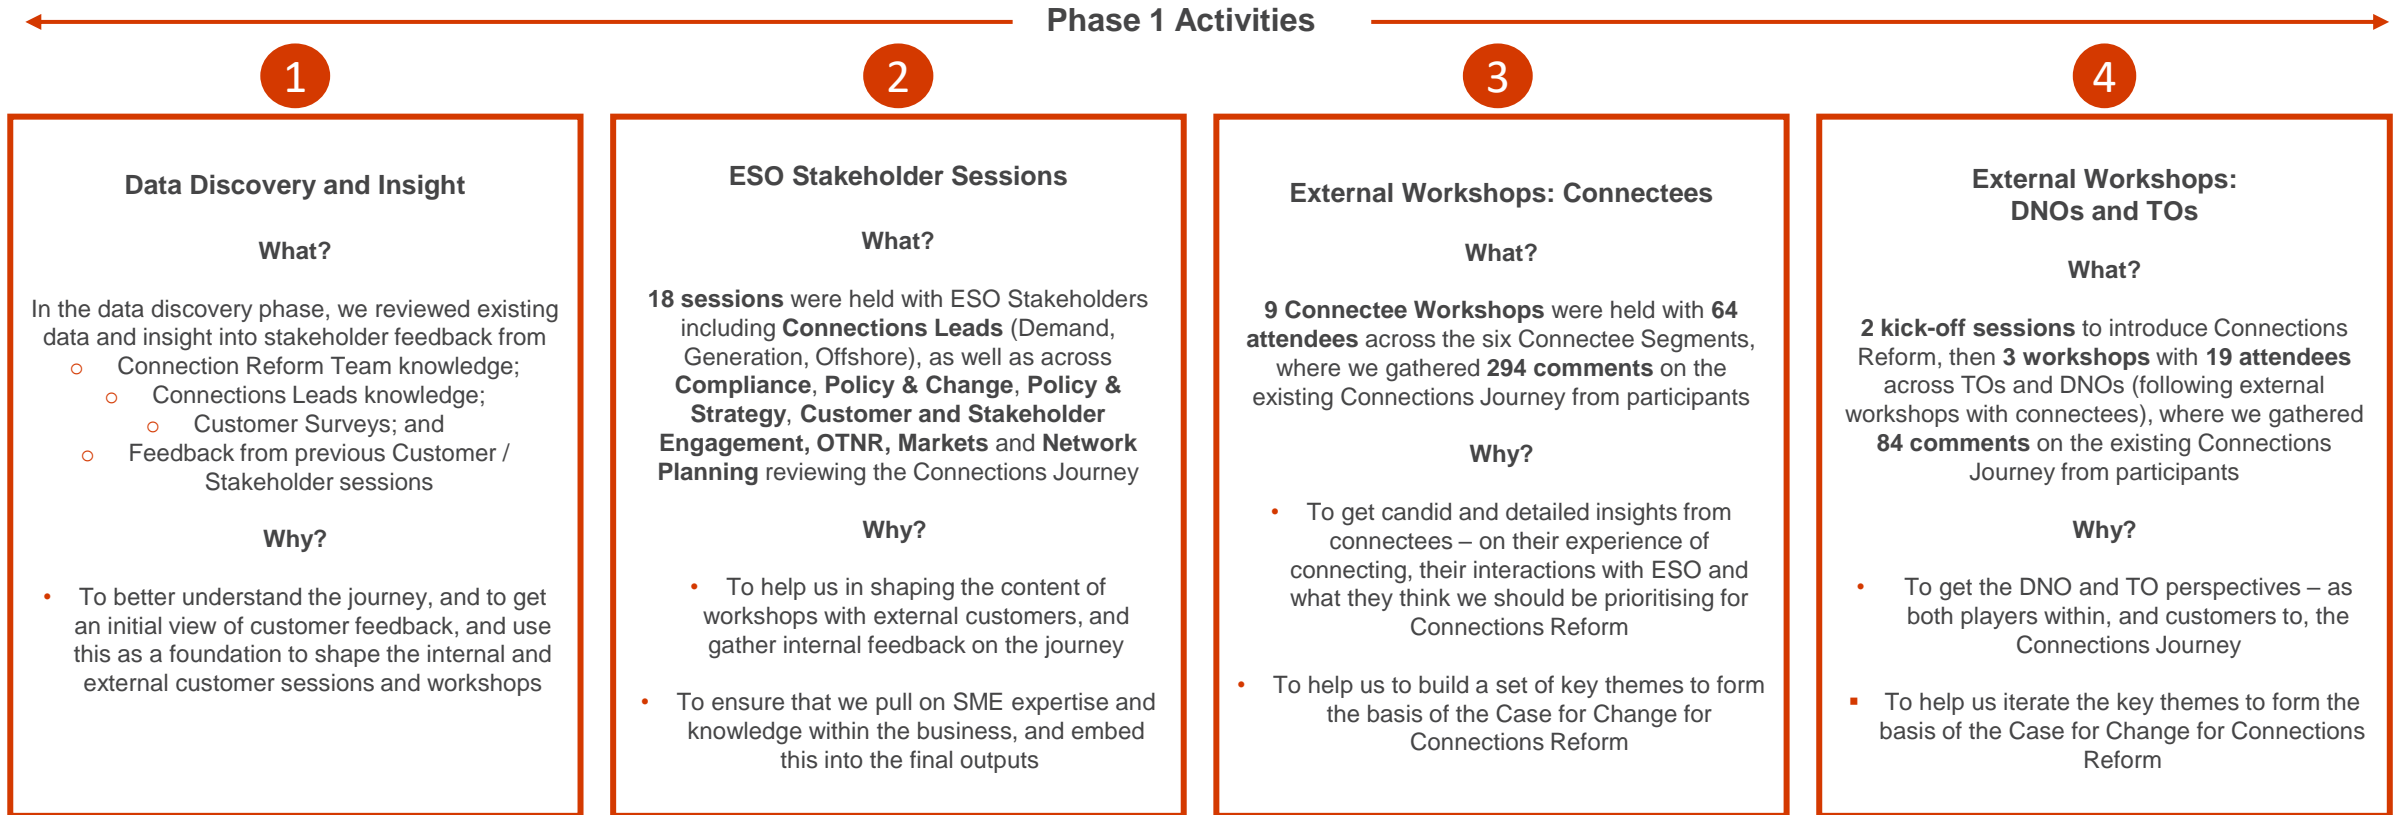 Phase 1 Activities
1
Data Discovery and Insight
What?
In the data discovery phase, we reviewed existing
data and insight into stakeholder feedback from
o Connection Reform Team knowledge;
o Connections Leads knowledge;
o Customer Surveys; and
o Feedback from previous Customer /
Stakeholder sessions
Why?
• To better understand the journey, and to get
an initial view of customer feedback, and use
this as a foundation to shape the internal and
external customer sessions and workshops
2
ESO Stakeholder Sessions
What?
18 sessions were held with ESO Stakeholders
including Connections Leads (Demand,
Generation, Offshore), as well as across
Compliance, Policy & Change, Policy &
Strategy, Customer and Stakeholder
Engagement, OTNR, Markets and Network
Planning reviewing the Connections Journey
Why?
• To help us in shaping the content of
workshops with external customers, and
gather internal feedback on the journey
• To ensure that we pull on SME expertise and
knowledge within the business, and embed
this into the final outputs
3
External Workshops: Connectees
What?
9 Connectee Workshops were held with 64
attendees across the six Connectee Segments,
where we gathered 294 comments on the
existing Connections Journey from participants
Why?
• To get candid and detailed insights from
connectees – on their experience of
connecting, their interactions with ESO and
what they think we should be prioritising for
Connections Reform
• To help us to build a set of key themes to form
the basis of the Case for Change for
Connections Reform
4
External Workshops:
DNOs and TOs
What?
2 kick-off sessions to introduce Connections
Reform, then 3 workshops with 19 attendees
across TOs and DNOs (following external
workshops with connectees), where we gathered
84 comments on the existing Connections
Journey from participants
Why?
• To get the DNO and TO perspectives – as
both players within, and customers to, the
Connections Journey
▪ To help us iterate the key themes to form the
basis of the Case for Change for Connections
Reform